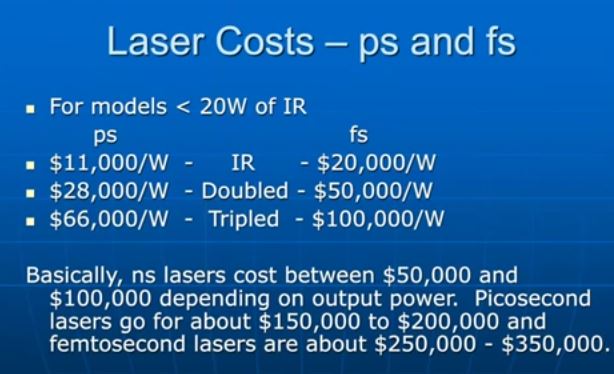 Laser Costs – ps and fs
▪ For models < 20W of IR
ps fs
▪ $11,000/W - IR - $20,000/W
▪ $28,000/W - Doubled - $50,000/W
▪ $66,000/W - Tripled - $100,000/W
Basically, ns lasers cost between $50,000 and
$100,000 depending on output power. Picosecond
lasers go for about $150,000 to $200,000 and
femtosecond lasers are about $250,000 - $350,000.